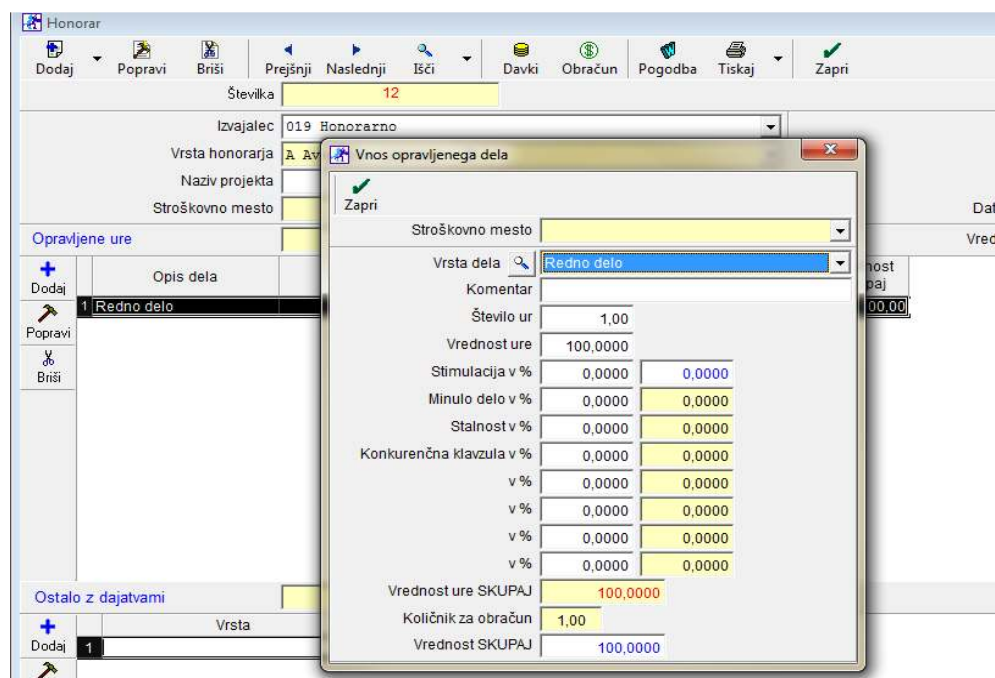 Honorar
Dodaj Popravi Briši Prejšnji Naslednji Išči Davki Obračun Pogodba Tiskaj Zapri
Številka 12
Izvajalec 019 Honorarno
Vrsta honorarja A Av
Naziv projekta
Stroškovno mesto Dat
Opravljene ure Vred
Dodaj
Popravi
Briši
Opis dela nost
paj
1 Redno delo 00,00
Vnos opravljenega dela
Zapri
Stroškovno mesto
Vrsta dela Redno delo
Komentar
Število ur 1,00
Vrednost ure 100,0000
Stimulacija v % 0,0000 0,0000
Minulo delo v % 0,0000 0,0000
Stalnost v % 0,0000 0,0000
Konkurenčna klavzula v % 0,0000 0,0000
v % 0,0000 0,0000
v % 0,0000 0,0000
v % 0,0000 0,0000
v % 0,0000 0,0000
Vrednost ure SKUPAJ 100,0000
Količnik za obračun 1,00
Vrednost SKUPAJ 100,0000
Ostalo z dajatvami
Dodaj
Vrsta
1